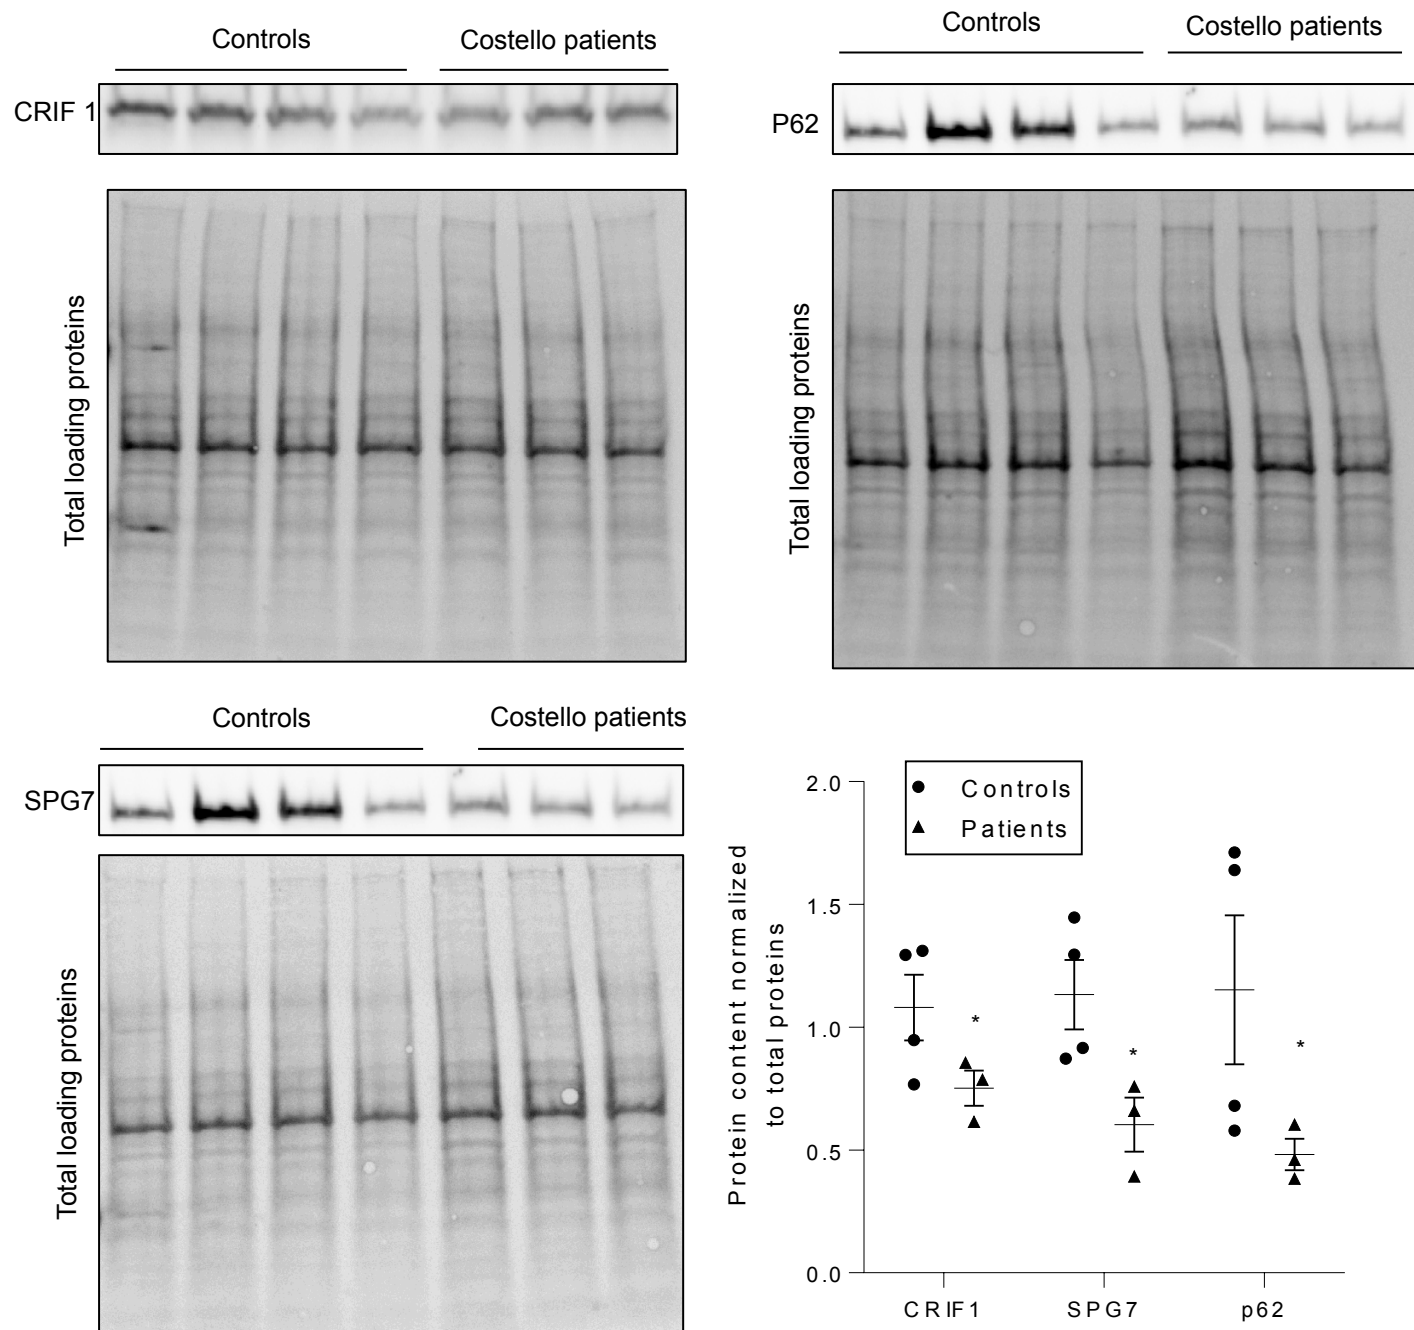 Controls
Costello patients
CRIF 1
Total loading proteins
Controls
Costello patients
P62
Total loading proteins
Controls
Costello patients
SPG7
Total loading proteins
Controls
Patients
Protein content normalized
to total proteins
2.0
1.5
1.0
0.5
0.0
*
*
*
CRIF1
SPG7
p62